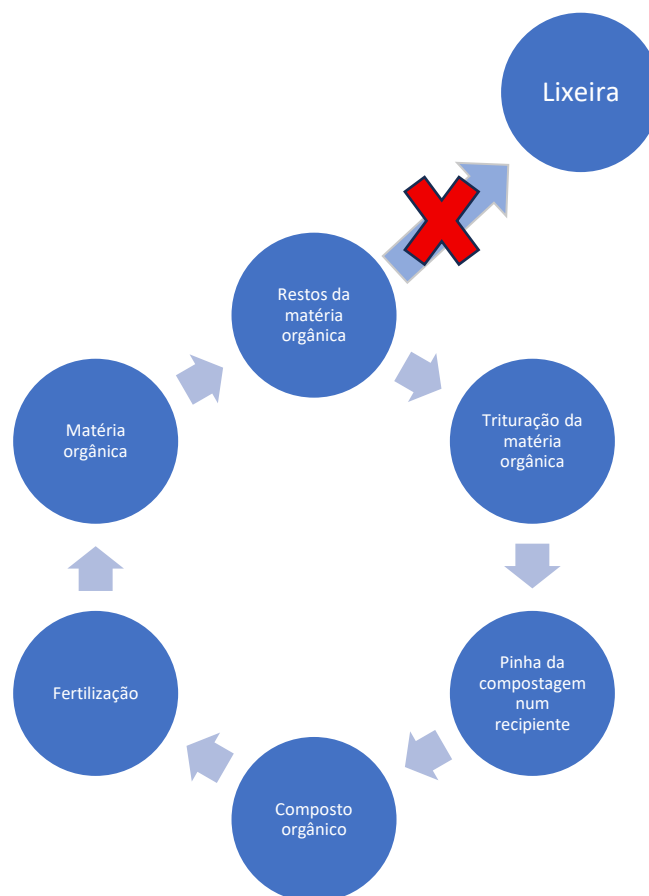 Lixeira
Restos da
matéria
orgânica
Trituração da
matéria
orgânica
Pinha da
compostagem
num
recipiente
Composto
orgânico
Fertilização
Matéria
orgânica